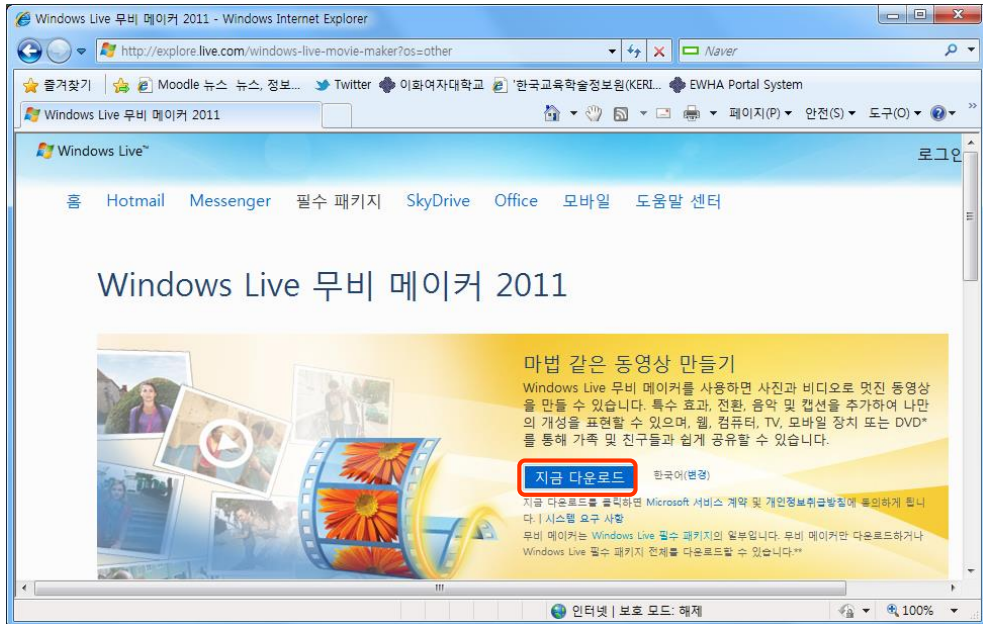 Windows Live 무비 메이커 2011 - Windows Internet Explorer
http://explore.live.com/windows-live-movie-maker?os=other
Naver
즐겨찾기 Moodle 뉴스 뉴스, 정보... Twitter 이화여자대학교 '한국교육학술정보원(KERI... EWHA Portal System
Windows Live 무비 메이커 2011 페이지(P) 안전(S) 도구(O) »
Windows Live™ 로그인
홈 Hotmail Messenger 필수 패키지 SkyDrive Office 모바일 도움말 센터
Windows Live 무비 메이커 2011
마법 같은 동영상 만들기
Windows Live 무비 메이커를 사용하면 사진과 비디오로 멋진 동영상
을 만들 수 있습니다. 특수 효과, 전환, 음악 및 캡션을 추가하여 나만
의 개성을 표현할 수 있으며, 웹, 컴퓨터, TV, 모바일 장치 또는 DVD*
를 통해 가족 및 친구들과 쉽게 공유할 수 있습니다.
지금 다운로드 한국어(변경)
지금 다운로드를 클릭하면 Microsoft 서비스 계약 및 개인정보취급방침에 동의하게 됩니
다. | 시스템 요구 사항
무비 메이커는 Windows Live 필수 패키지의 일부입니다. 무비 메이커만 다운로드하거나
Windows Live 필수 패키지 전체를 다운로드할 수 있습니다.**
인터넷 | 보호 모드: 해제 100%